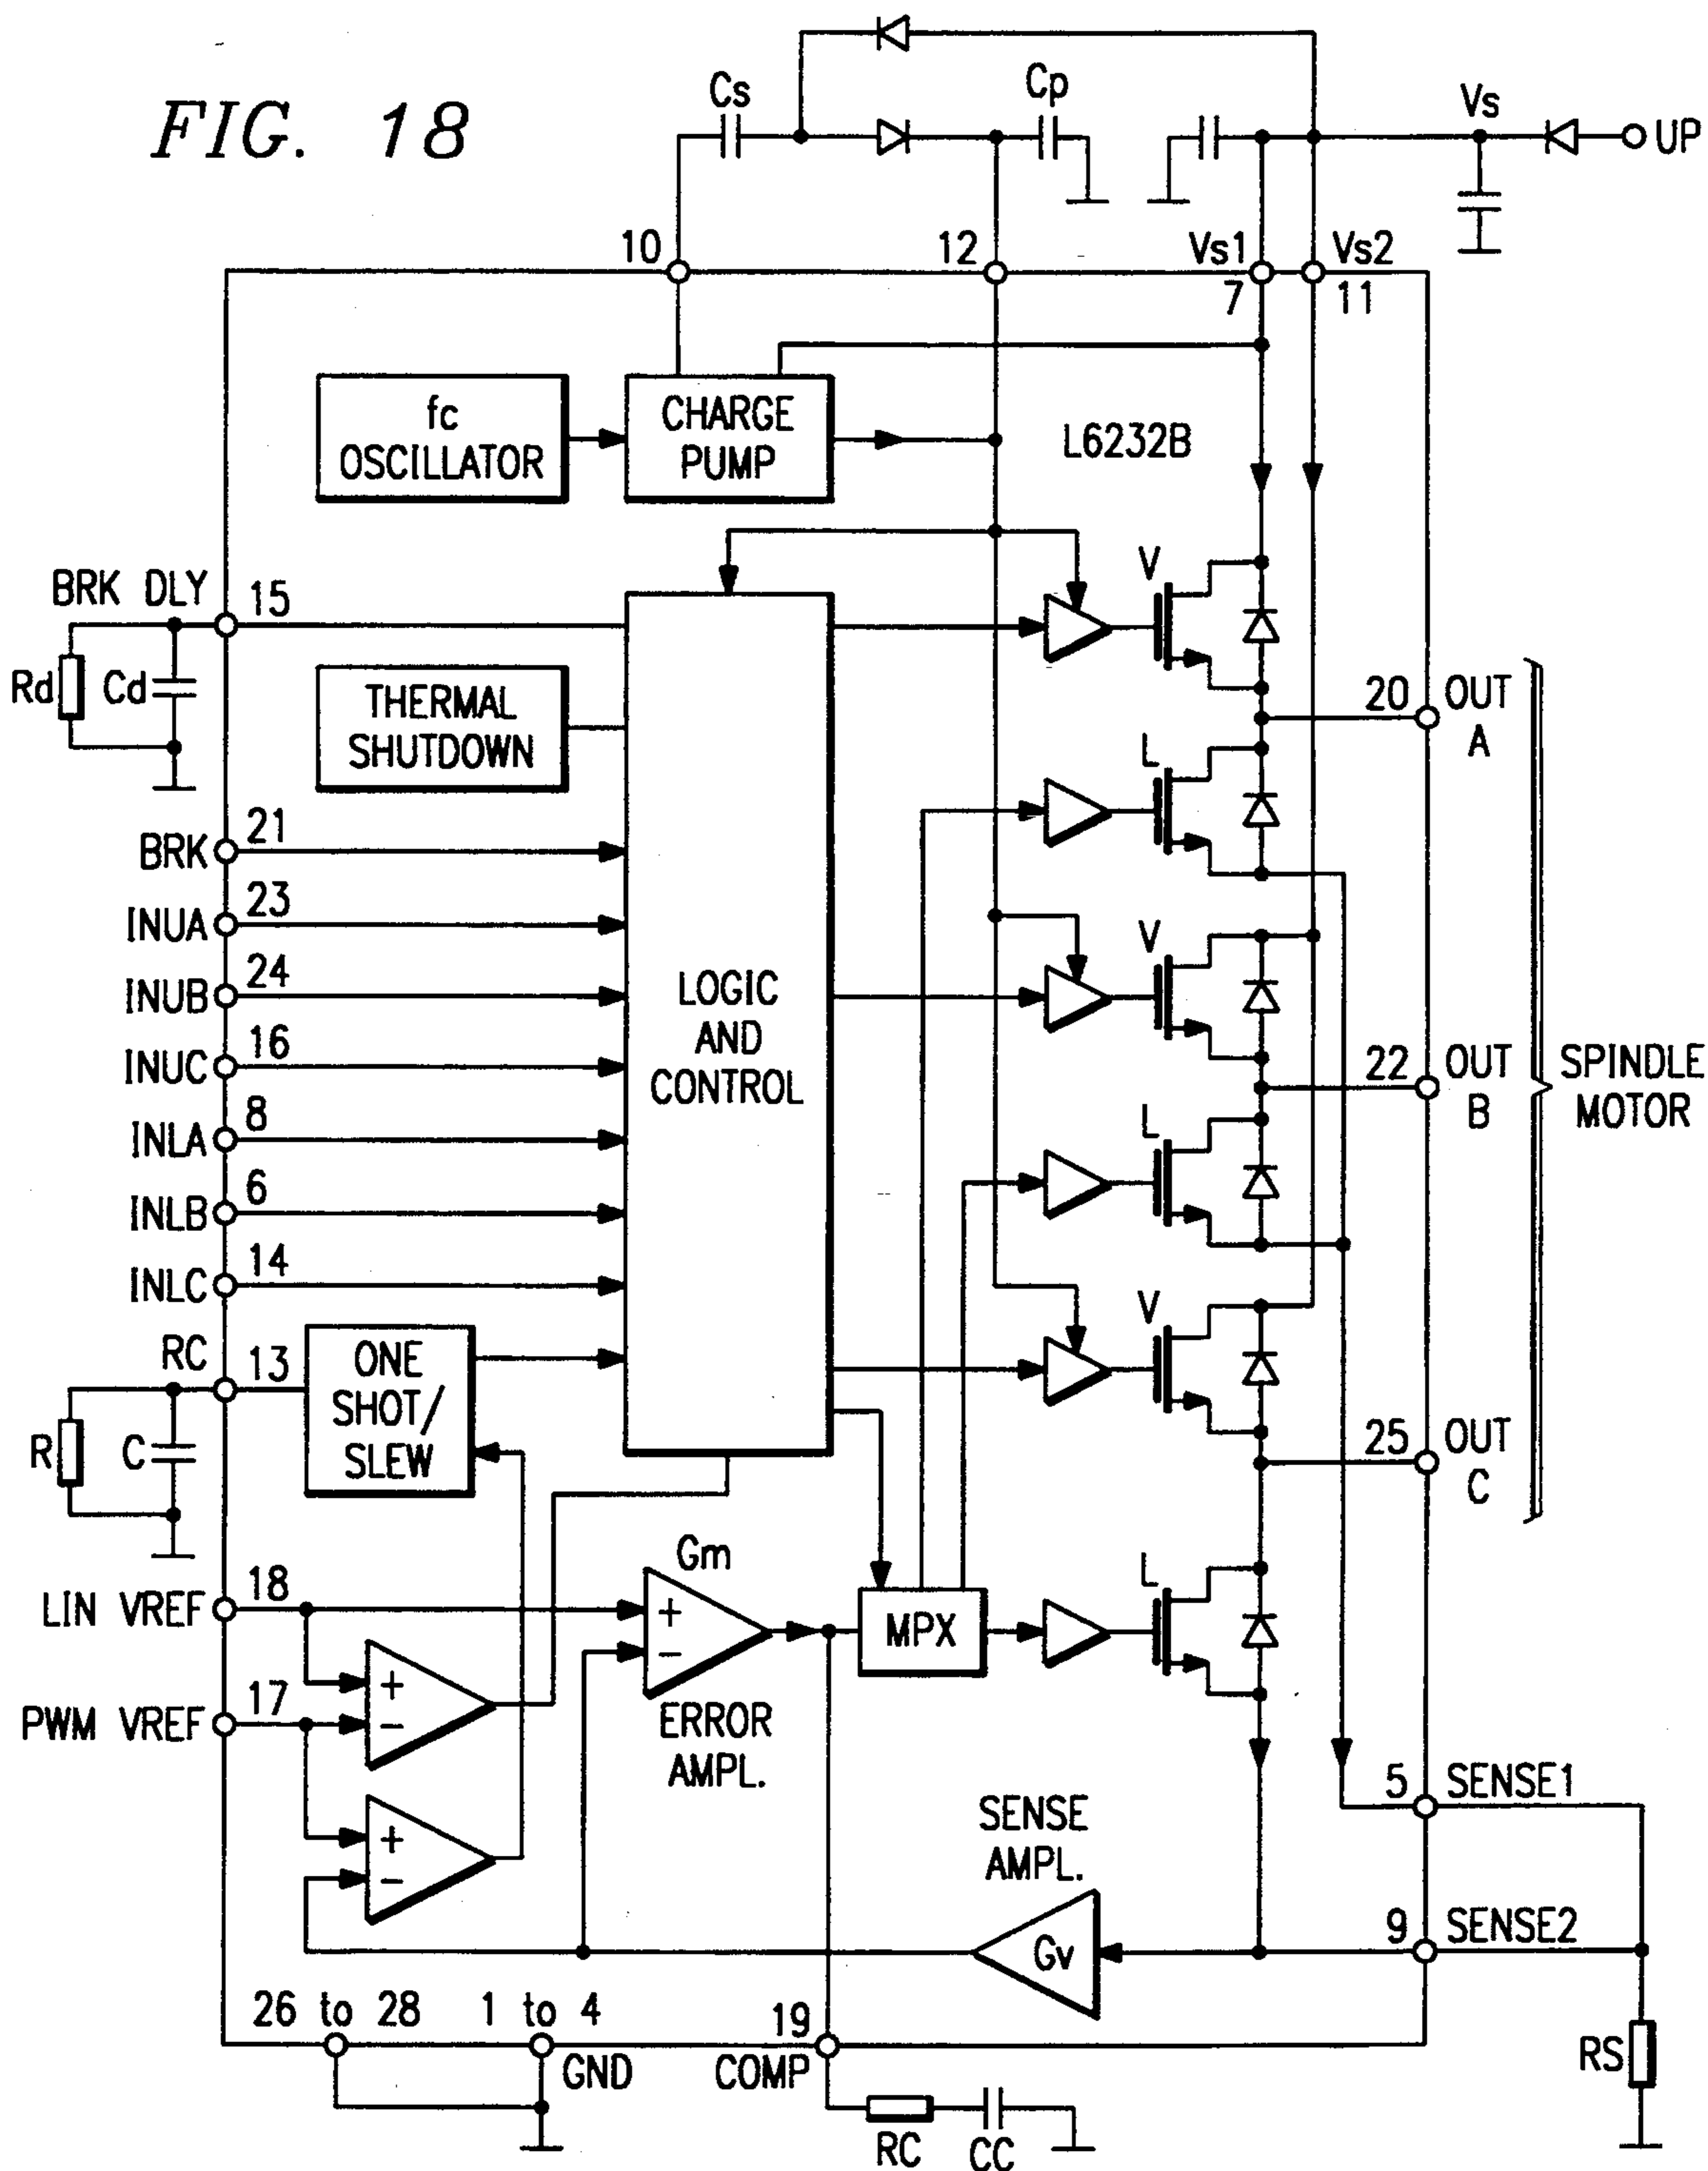 FIG. 18
Cs
Cp
Vs
UP
10
12
Vs1
Vs2
7
11
fc
OSCILLATOR
CHARGE
PUMP
L6232B
BRK DLY
15
V
Rd
Cd
THERMAL
SHUTDOWN
20
OUT
A
L
21
BRK
23
INUA
24
INUB
16
INUC
8
INLA
6
INLB
14
INLC
LOGIC
AND
CONTROL
V
22
OUT
B
SPINDLE
MOTOR
L
V
RC
13
ONE
SHOT/
SLEW
R
C
25
OUT
C
Gm
18
LIN VREF
+
-
MPX
L
17
PWM VREF
+
-
ERROR
AMPL.
+
-
SENSE
AMPL.
5
SENSE1
Gv
9
SENSE2
26 to 28
1 to 4
19
GND
COMP
RS
RC
CC